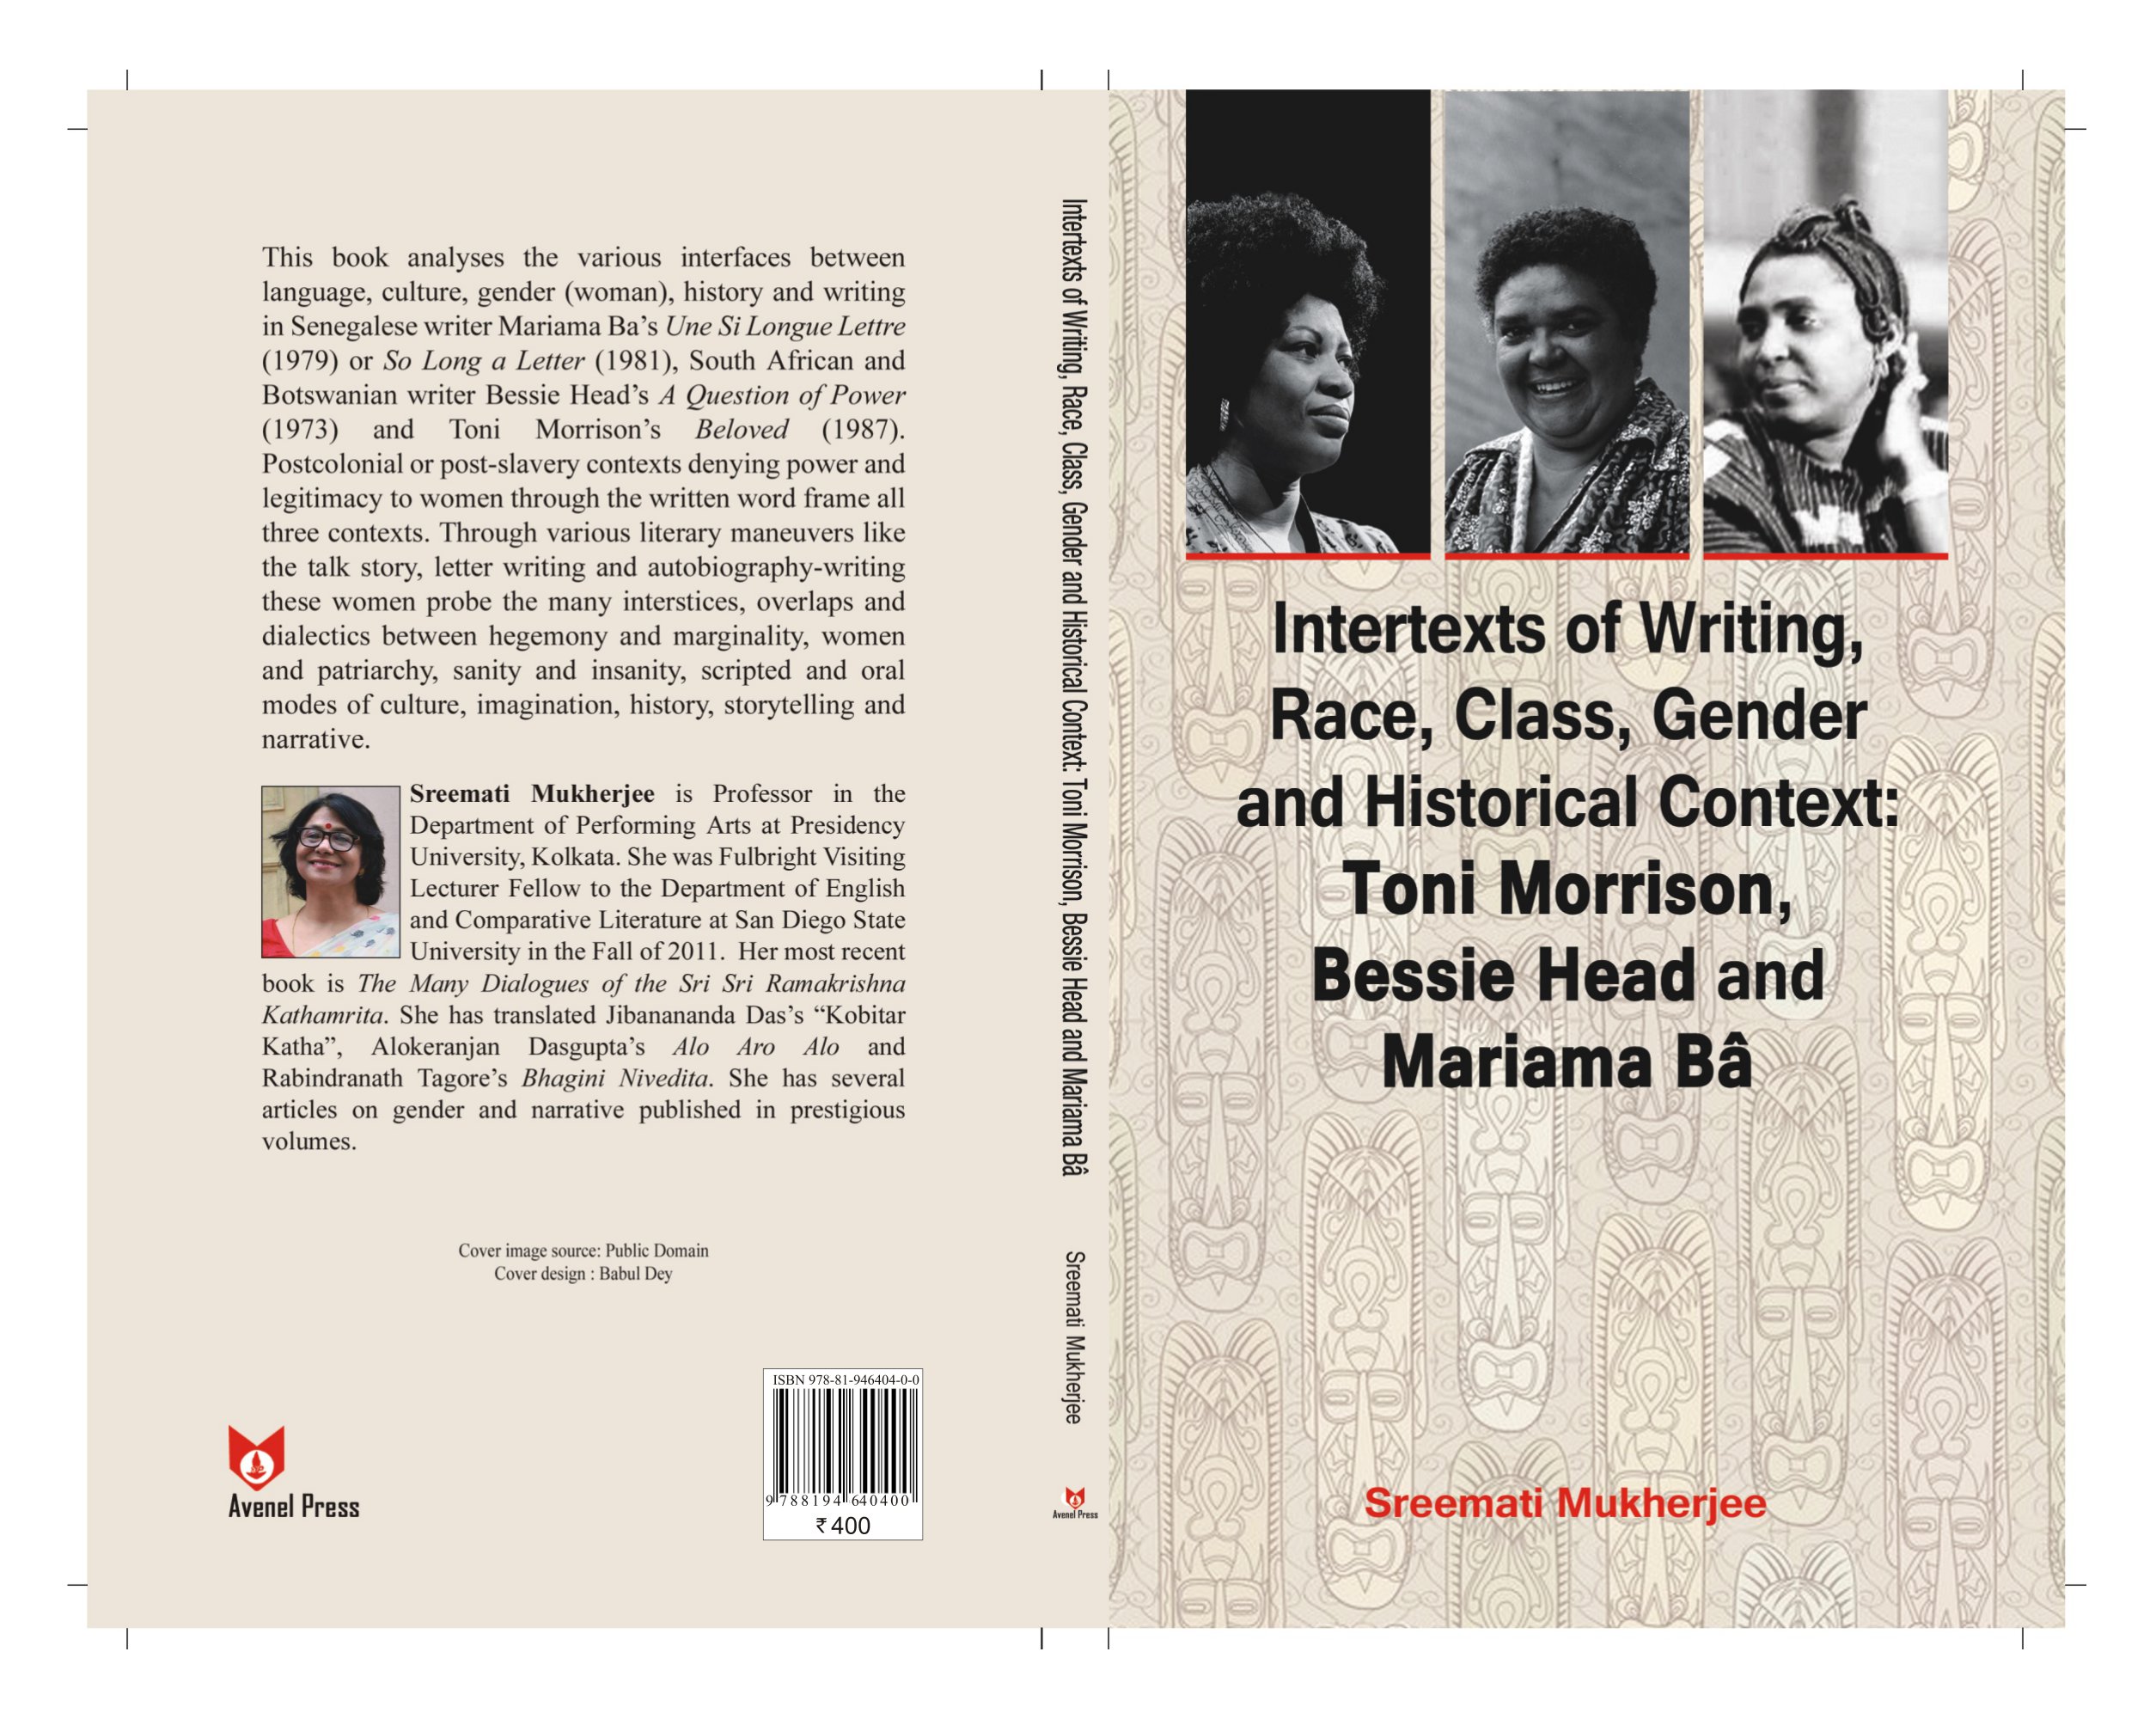 This book analyses the various interfaces between
language, culture, gender (woman), history and writing
in Senegalese writer Mariama Ba’s Une Si Longue Lettre
(1979) or So Long a Letter (1981), South African and
Botswanian writer Bessie Head’s A Question of Power
(1973) and Toni Morrison’s Beloved (1987).
Postcolonial or post-slavery contexts denying power and
legitimacy to women through the written word frame all
three contexts. Through various literary maneuvers like
the talk story, letter writing and autobiography-writing
these women probe the many interstices, overlaps and
dialectics between hegemony and marginality, women
and patriarchy, sanity and insanity, scripted and oral
modes of culture, imagination, history, storytelling and
narrative.
Sreemati Mukherjee is Professor in the
Department of Performing Arts at Presidency
University, Kolkata. She was Fulbright Visiting
Lecturer Fellow to the Department of English
and Comparative Literature at San Diego State
University in the Fall of 2011. Her most recent
book is The Many Dialogues of the Sri Sri Ramakrishna
Kathamrita. She has translated Jibanananda Das’s “Kobitar
Katha”, Alokeranjan Dasgupta’s Alo Aro Alo and
Rabindranath Tagore’s Bhagini Nivedita. She has several
articles on gender and narrative published in prestigious
volumes.
Cover image source: Public Domain
Cover design : Babul Dey
ISBN 978-81-946404-0-0
9 788194 640400
₹ 400
Avenel Press
Intertexts of Writing, Race, Class, Gender and Historical Context: Toni Morrison, Bessie Head and Mariama Bâ
Sreemati Mukherjee
Avenel Press
Intertexts of Writing,
Race, Class, Gender
and Historical Context:
Toni Morrison,
Bessie Head and
Mariama Bâ
Sreemati Mukherjee